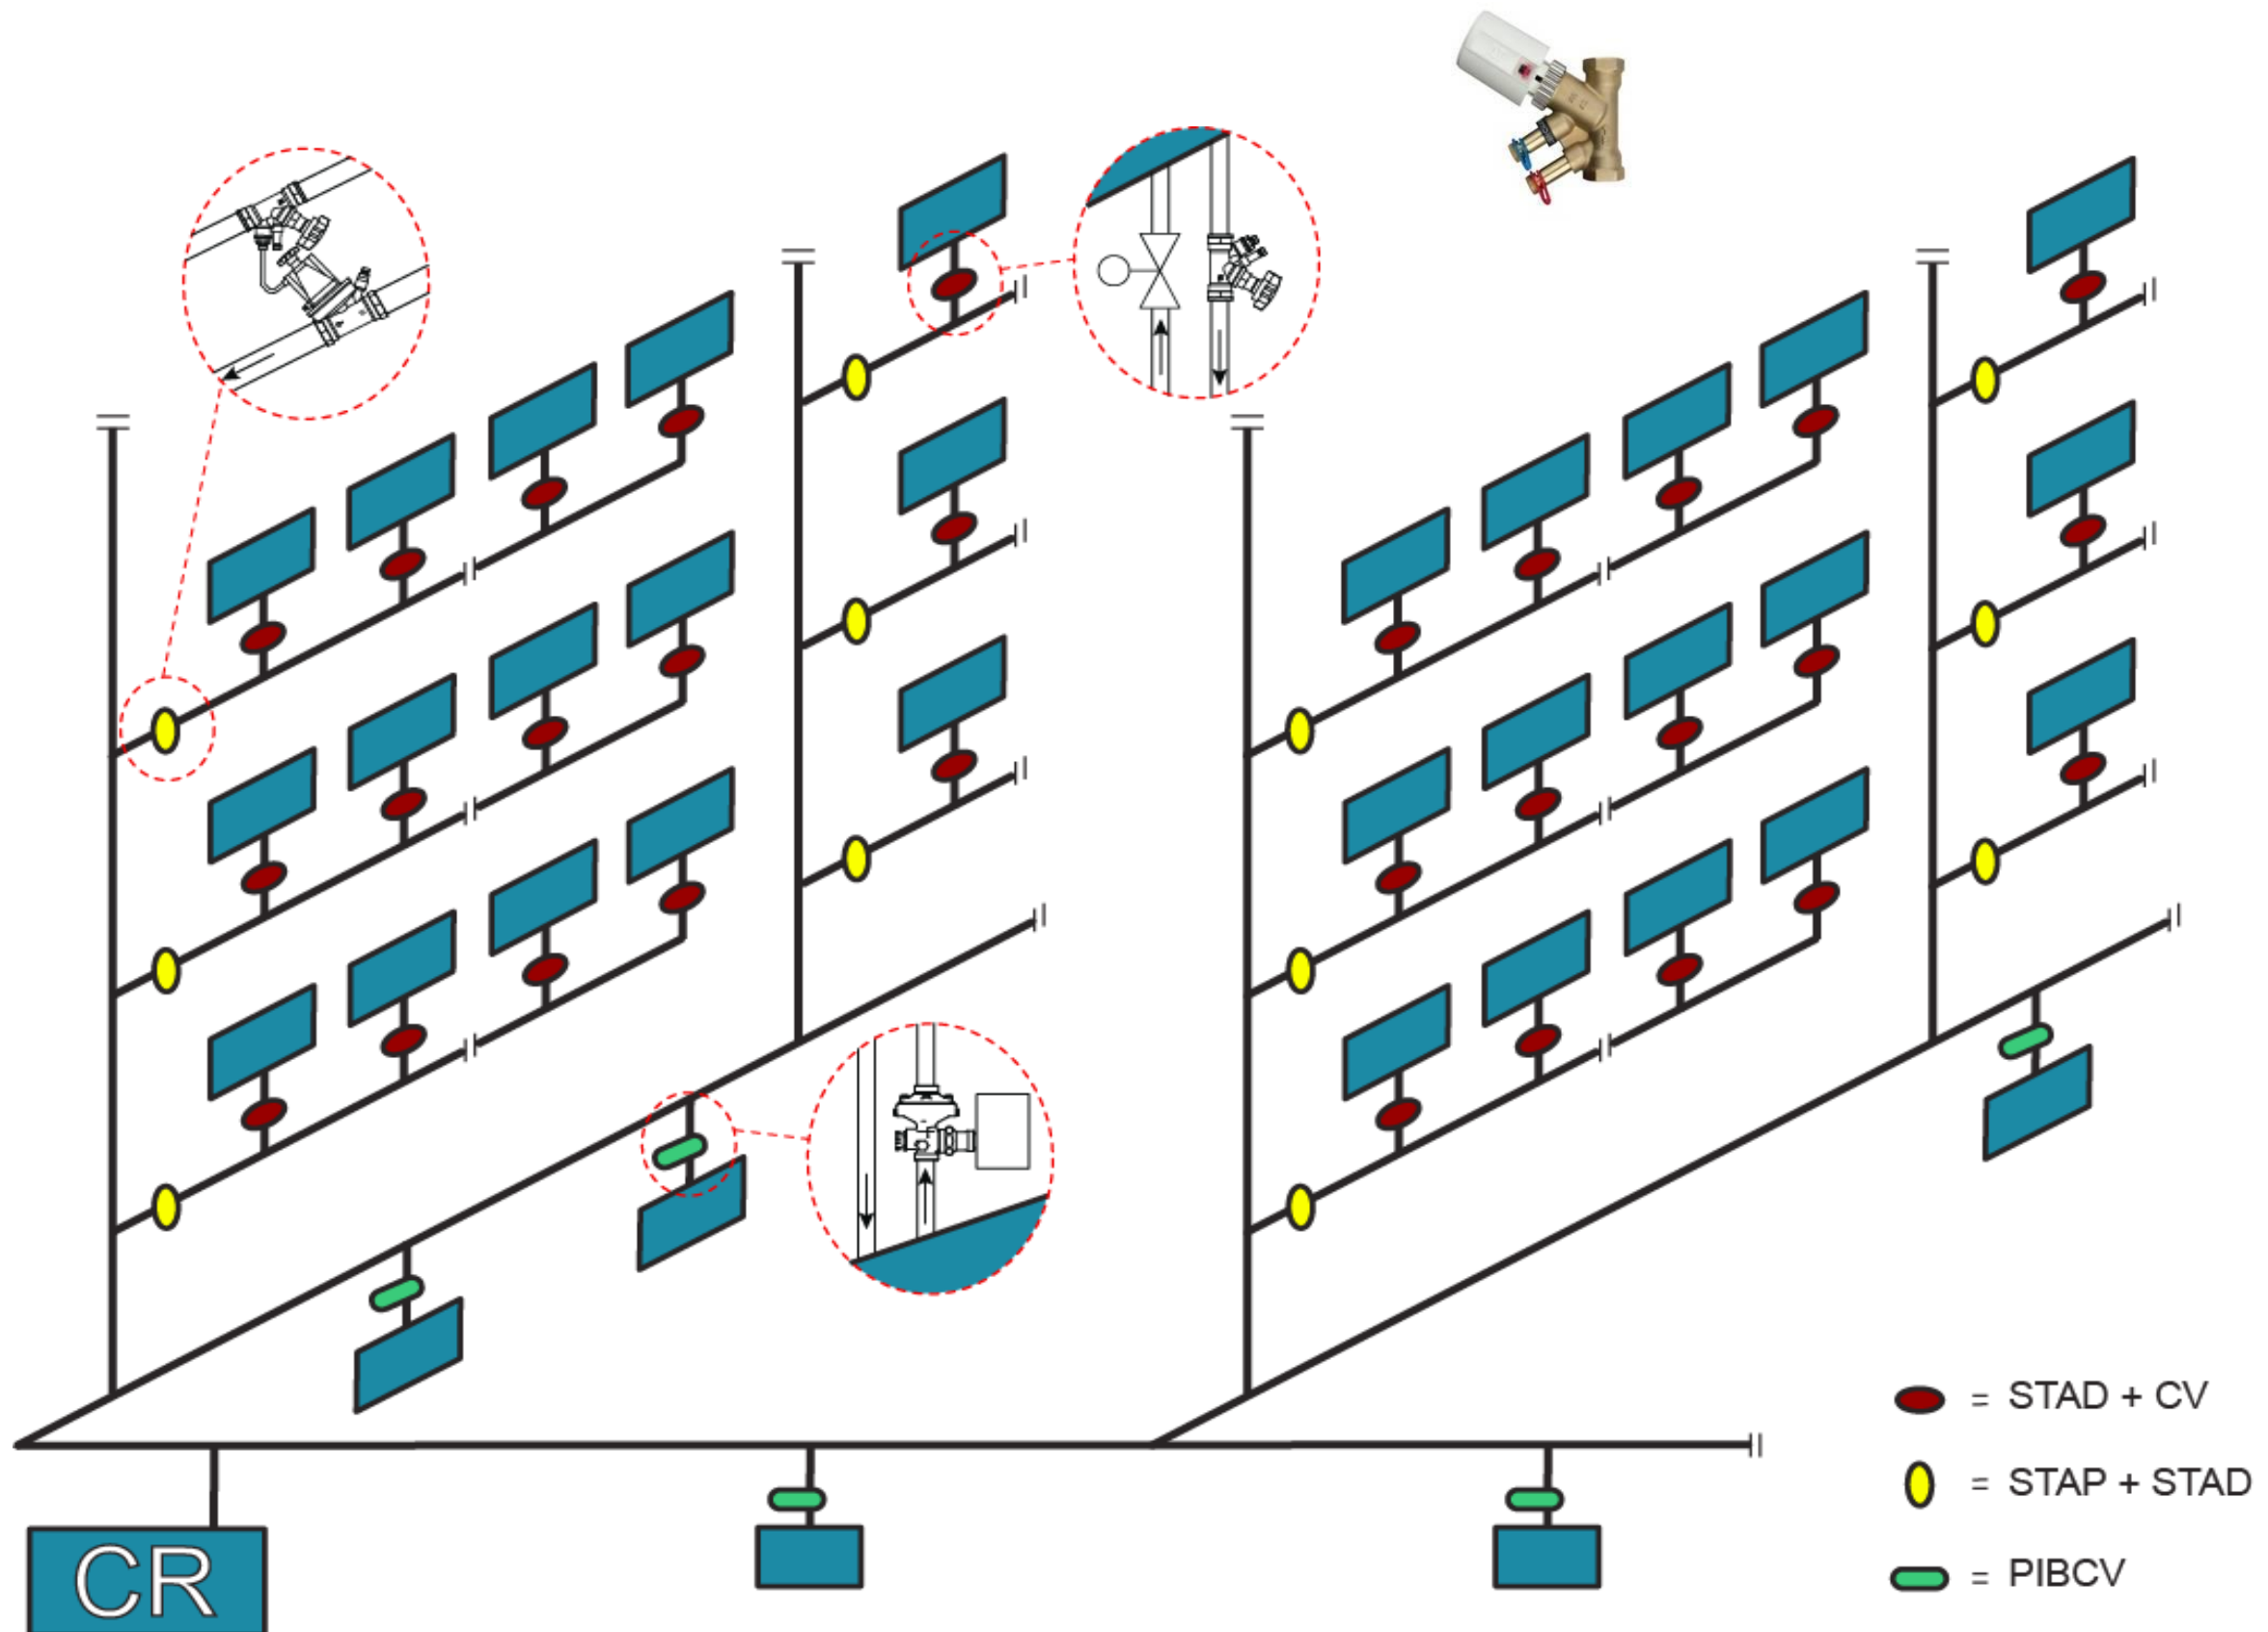 = STAD + CV
= STAP + STAD
= PIBCV
CR